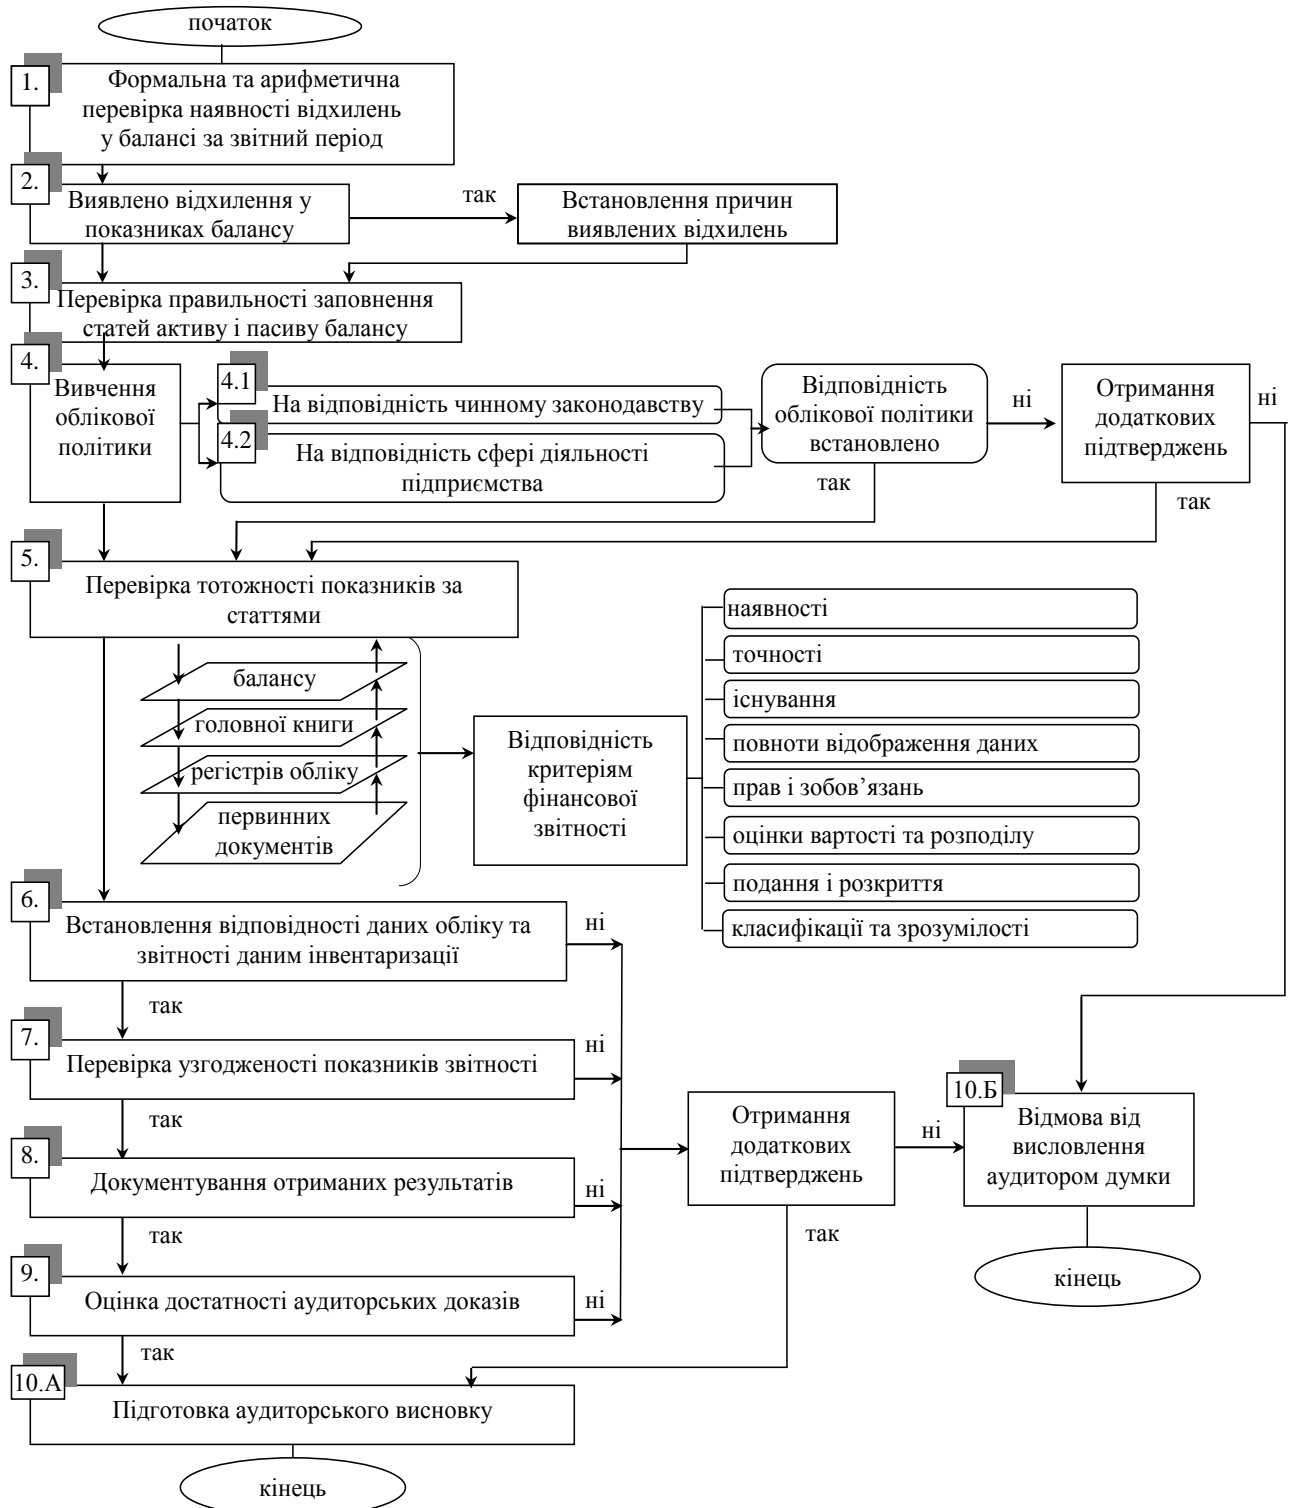 початок
1.
Формальна та арифметична
перевірка наявності відхилень
у балансі за звітний період
2.
Виявлено відхилення у
показниках балансу
так
Встановлення причин
виявлених відхилень
3.
Перевірка правильності заповнення
статей активу і пасиву балансу
4.
Вивчення
облікової
політики
4.1
На відповідність чинному законодавству
4.2
На відповідність сфері діяльності
підприємства
Відповідність
облікової політики
встановлено
ні
так
Отримання
додаткових
підтверджень
ні
так
5.
Перевірка тотожності показників за
статтями
балансу
головної книги
регістрів обліку
первинних
документів
Відповідність
критеріям
фінансової
звітності
наявності
точності
існування
повноти відображення даних
прав і зобов’язань
оцінки вартості та розподілу
подання і розкриття
класифікації та зрозумілості
6.
Встановлення відповідності даних обліку та
звітності даним інвентаризації
ні
так
7.
Перевірка узгодженості показників звітності
ні
так
8.
Документування отриманих результатів
ні
так
9.
Оцінка достатності аудиторських доказів
ні
так
Отримання
додаткових
підтверджень
ні
так
10.Б
Відмова від
висловлення
аудитором думки
кінець
10.А
Підготовка аудиторського висновку
кінець